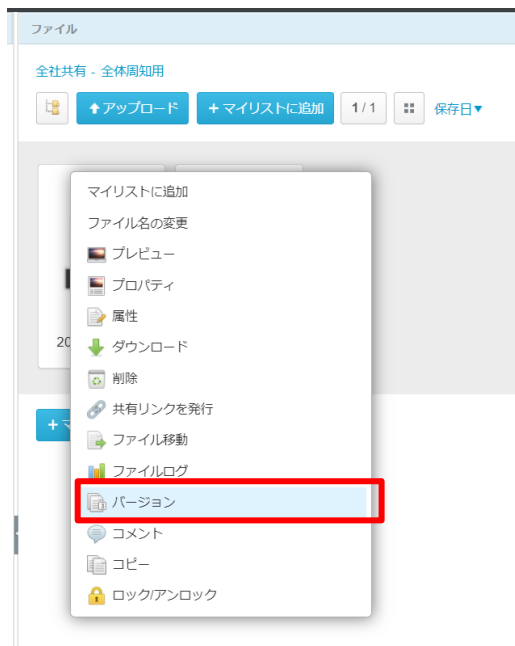 ファイル
全社共有 - 全体周知用
アップロード +マイリストに追加 1 / 1 保存日▼
マイリストに追加
ファイル名の変更
プレビュー
プロパティ
属性
20
ダウンロード
削除
共有リンクを発行
ファイル移動
+マ
ファイルログ
バージョン
コメント
コピー
ロック/アンロック